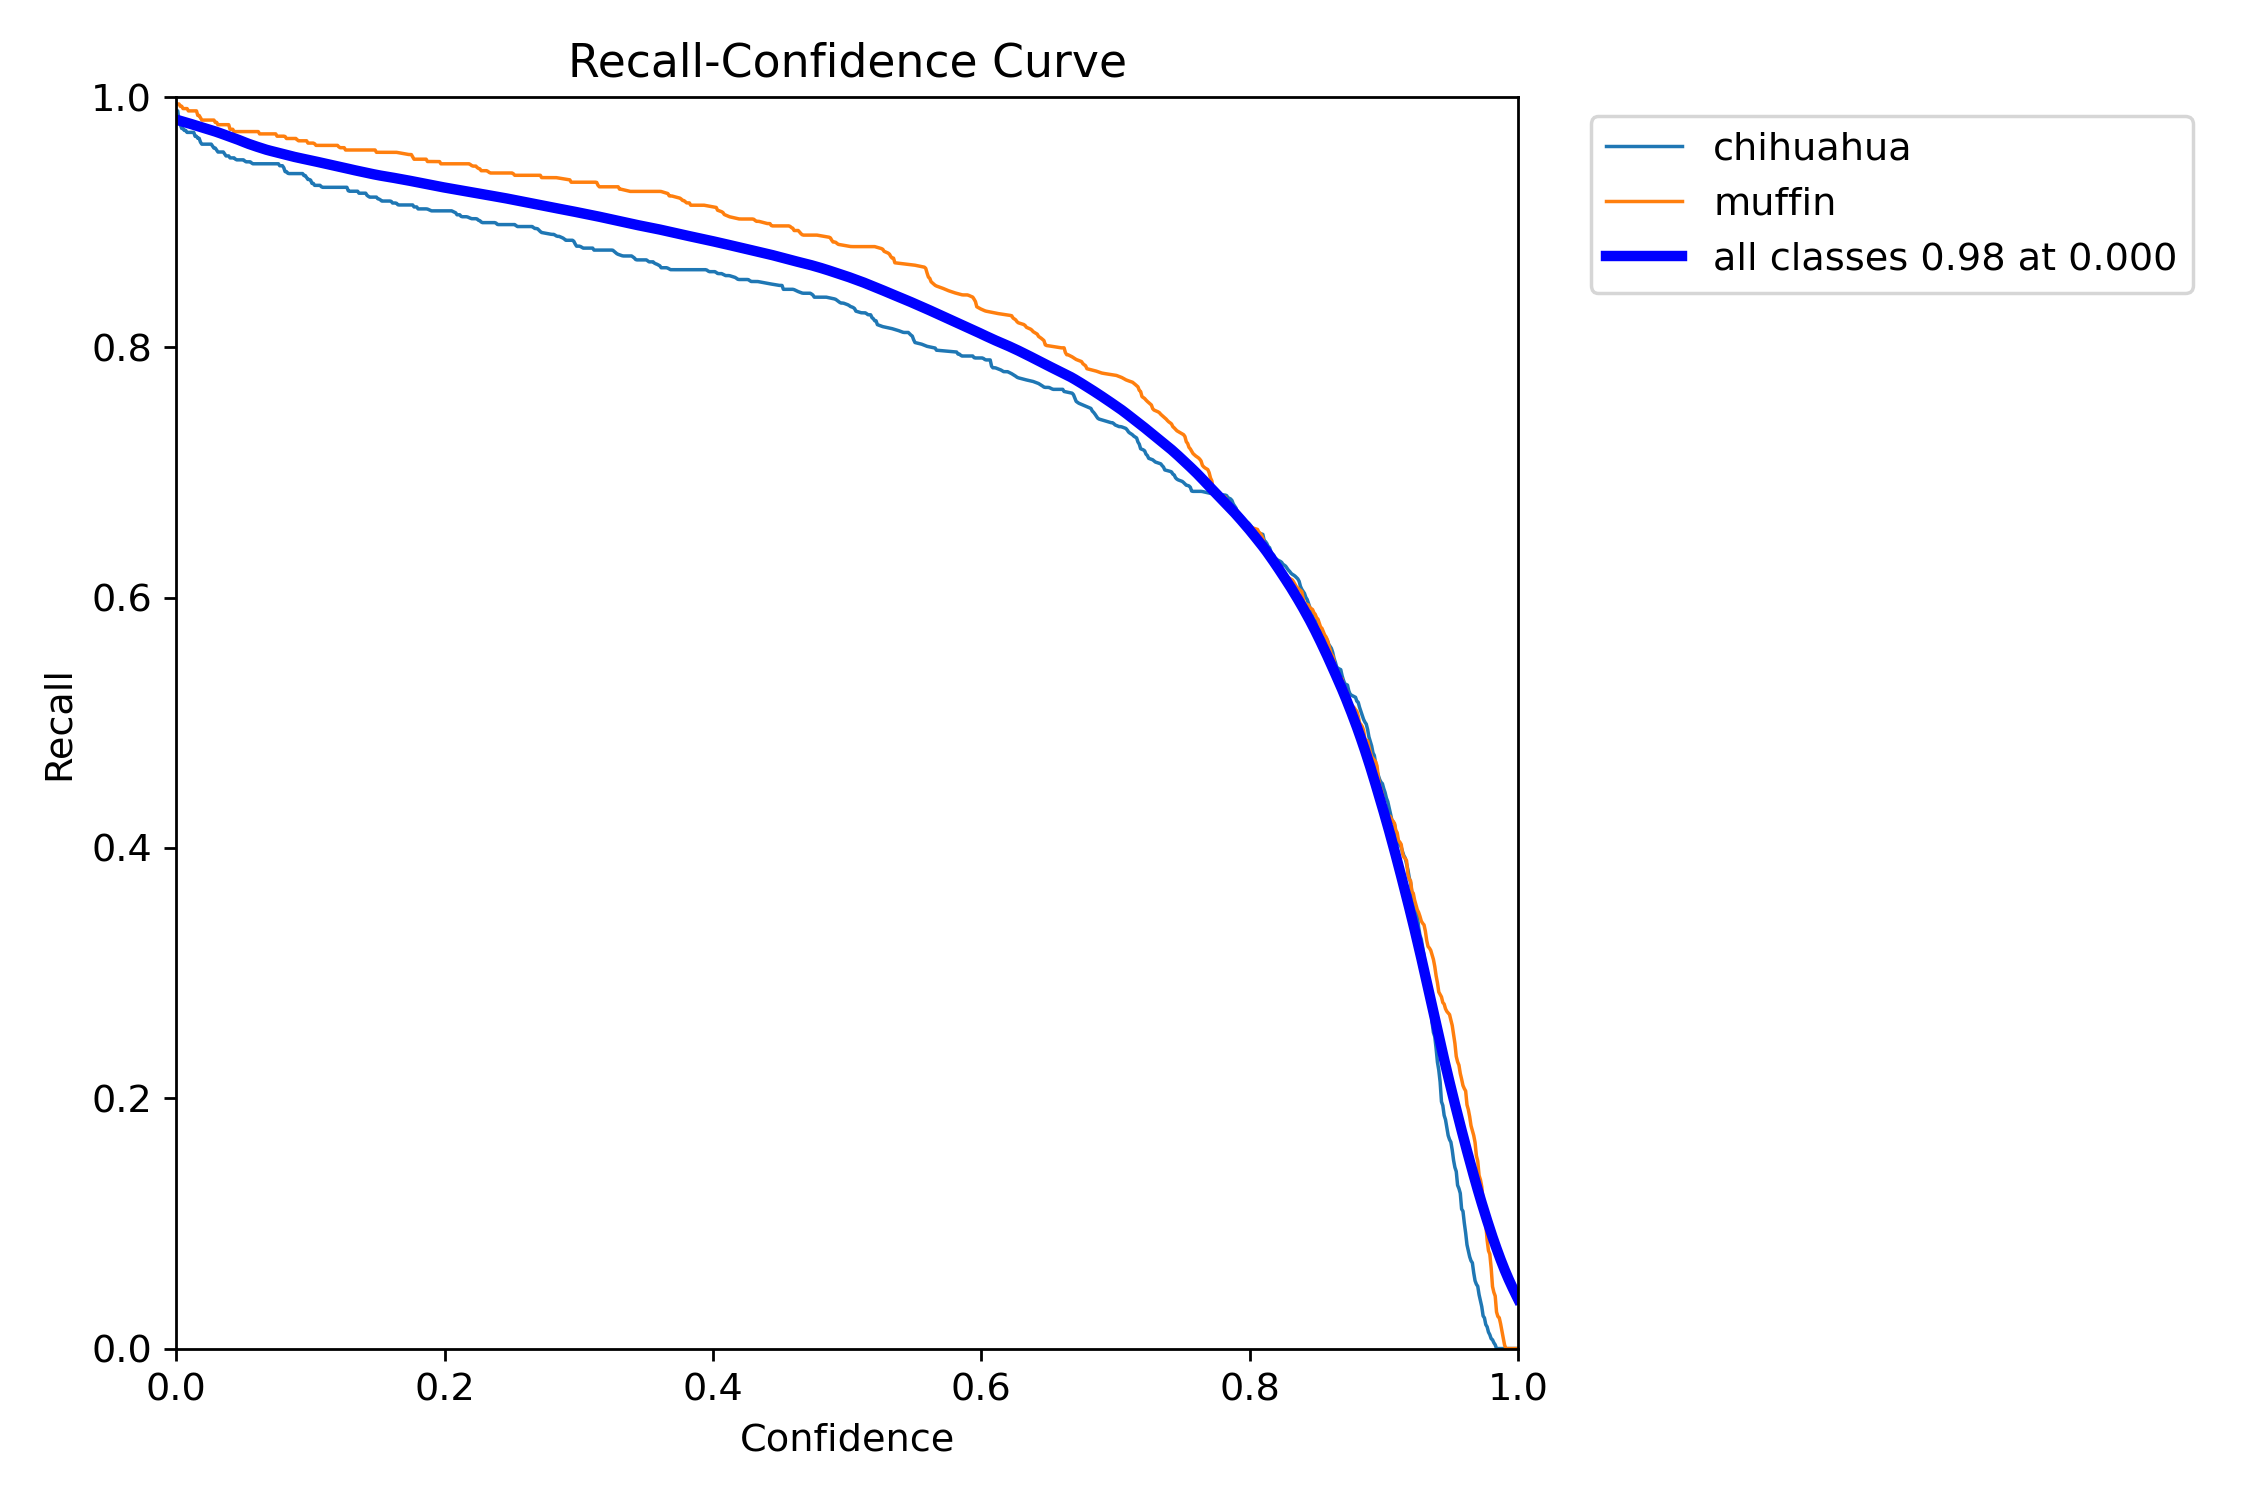 Recall-Confidence Curve
chihuahua
muffin
all classes 0.98 at 0.000
1.0
0.8
0.6
0.4
0.2
0.0
Recall
0.0 0.2 0.4 0.6 0.8 1.0
Confidence